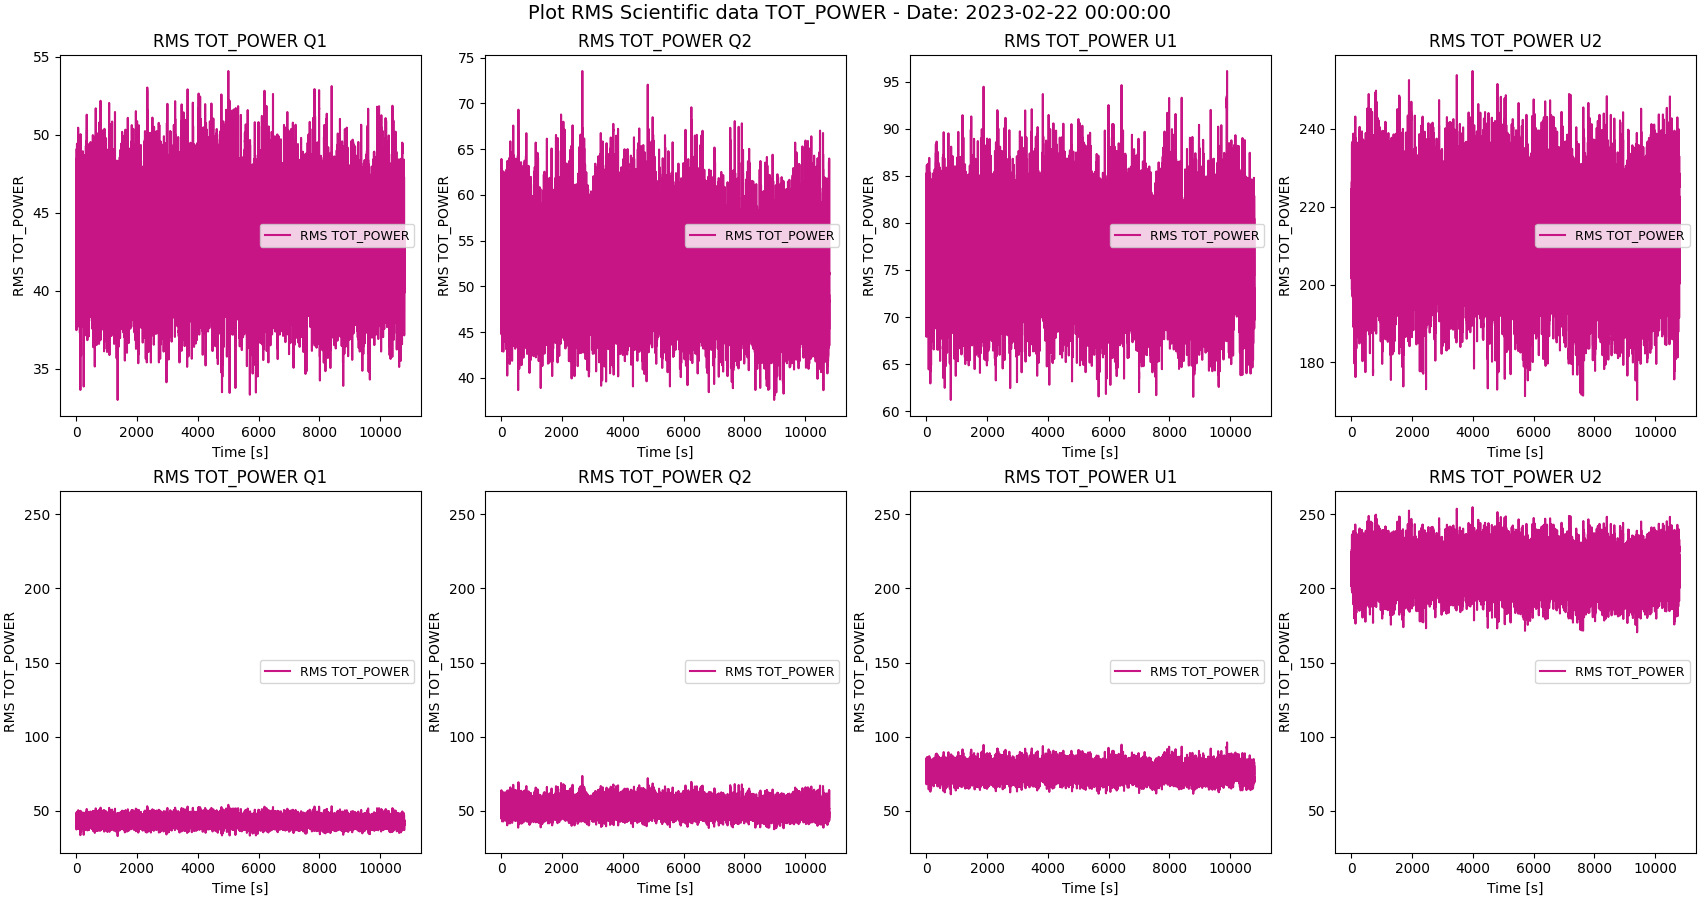 Plot RMS Scientific data TOT_POWER - Date: 2023-02-22 00:00:00
RMS TOT_POWER Q1
55
50
45
40
35
RMS TOT_POWER
RMS TOT_POWER
0 2000 4000 6000 8000 10000
Time [s]
RMS TOT_POWER Q2
75
70
65
60
55
50
45
40
RMS TOT_POWER
RMS TOT_POWER
0 2000 4000 6000 8000 10000
Time [s]
RMS TOT_POWER U1
95
90
85
80
75
70
65
60
RMS TOT_POWER
RMS TOT_POWER
0 2000 4000 6000 8000 10000
Time [s]
RMS TOT_POWER U2
240
220
200
180
RMS TOT_POWER
RMS TOT_POWER
0 2000 4000 6000 8000 10000
Time [s]
RMS TOT_POWER Q1
250
200
150
100
50
RMS TOT_POWER
RMS TOT_POWER
0 2000 4000 6000 8000 10000
Time [s]
RMS TOT_POWER Q2
250
200
150
100
50
RMS TOT_POWER
RMS TOT_POWER
0 2000 4000 6000 8000 10000
Time [s]
RMS TOT_POWER U1
250
200
150
100
50
RMS TOT_POWER
RMS TOT_POWER
0 2000 4000 6000 8000 10000
Time [s]
RMS TOT_POWER U2
250
200
150
100
50
RMS TOT_POWER
RMS TOT_POWER
0 2000 4000 6000 8000 10000
Time [s]